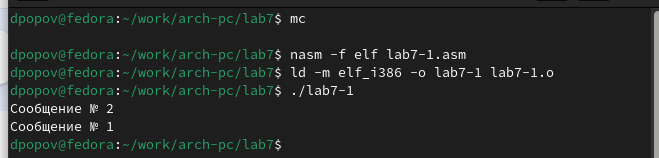 dpopov@fedora:~/work/arch-pc/lab7$ mc
dpopov@fedora:~/work/arch-pc/lab7$ nasm -f elf lab7-1.asm
dpopov@fedora:~/work/arch-pc/lab7$ ld -m elf_i386 -o lab7-1 lab7-1.o
dpopov@fedora:~/work/arch-pc/lab7$ ./lab7-1
Сообщение № 2
Сообщение № 1
dpopov@fedora:~/work/arch-pc/lab7$